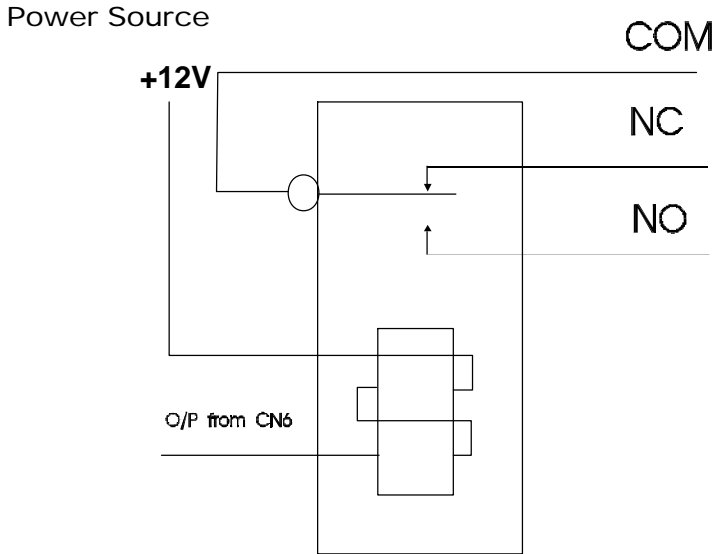 Power Source
COM
+12V
NC
NO
O/P from CN6